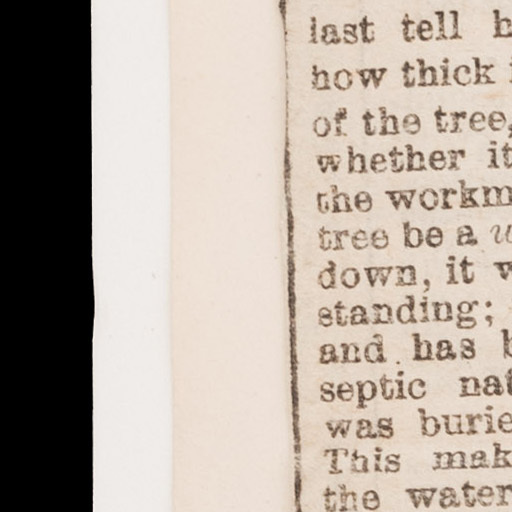 last tell h
how thick
of the tree,
whether it
the workm
tree be a
down, it w
standing;
and has b
septic nat
was burie
This mak
the water